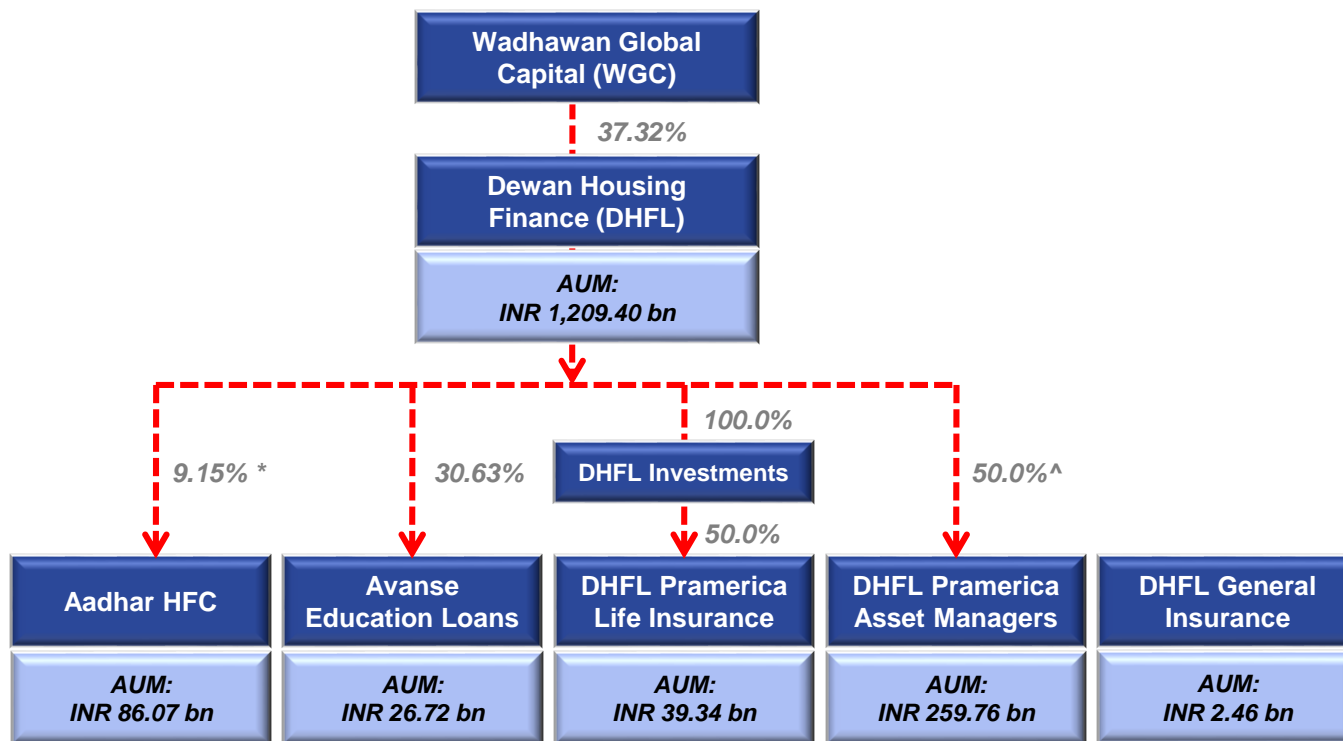 Wadhawan Global
Capital (WGC)
37.32%
Dewan Housing
Finance (DHFL)
AUM:
INR 1,209.40 bn
9.15% *
30.63%
100.0%
DHFL Investments
50.0%
50.0%^
Aadhar HFC
Avanse
Education Loans
DHFL Pramerica
Life Insurance
DHFL Pramerica
Asset Managers
DHFL General
Insurance
AUM:
INR 86.07 bn
AUM:
INR 26.72 bn
AUM:
INR 39.34 bn
AUM:
INR 259.76 bn
AUM:
INR 2.46 bn